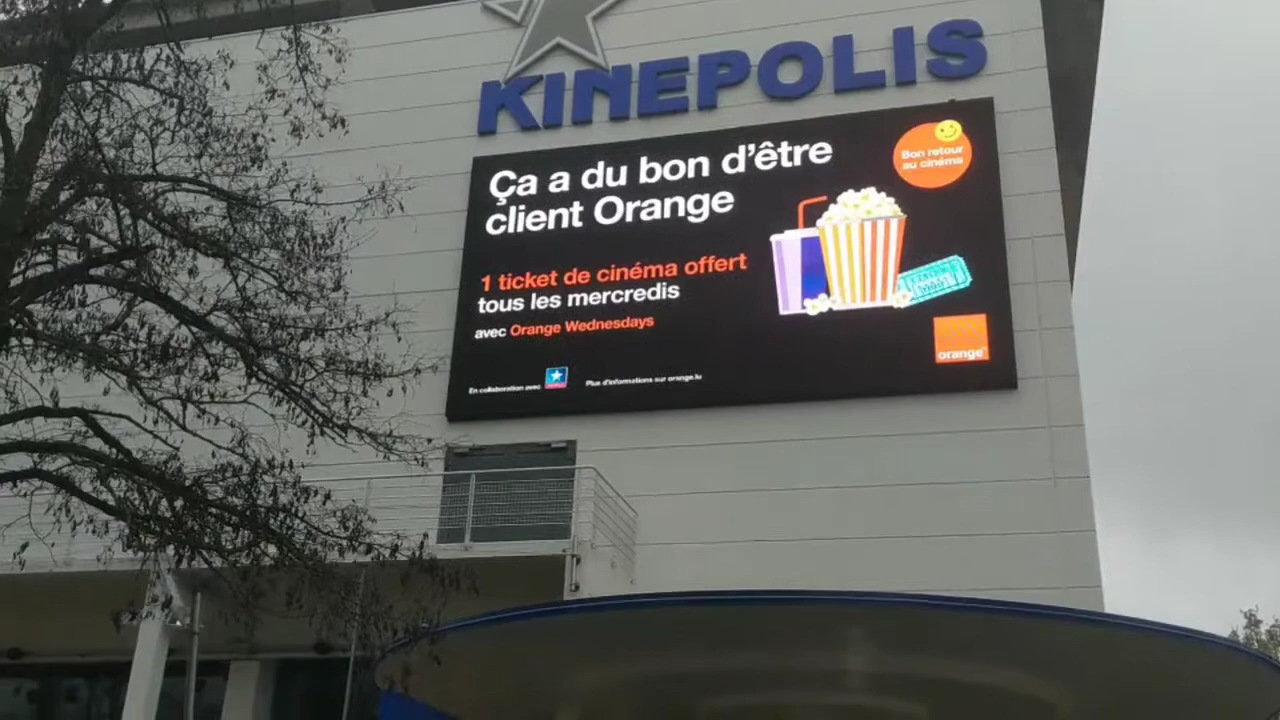 KINEPOLIS
Ça a du bon d'être
client Orange
Bon retour
au cinéma
1 ticket de cinéma offert
tous les mercredis
avec Orange Wednesdays
orange
En collaboration avec
Plus d'informations sur orange.lu